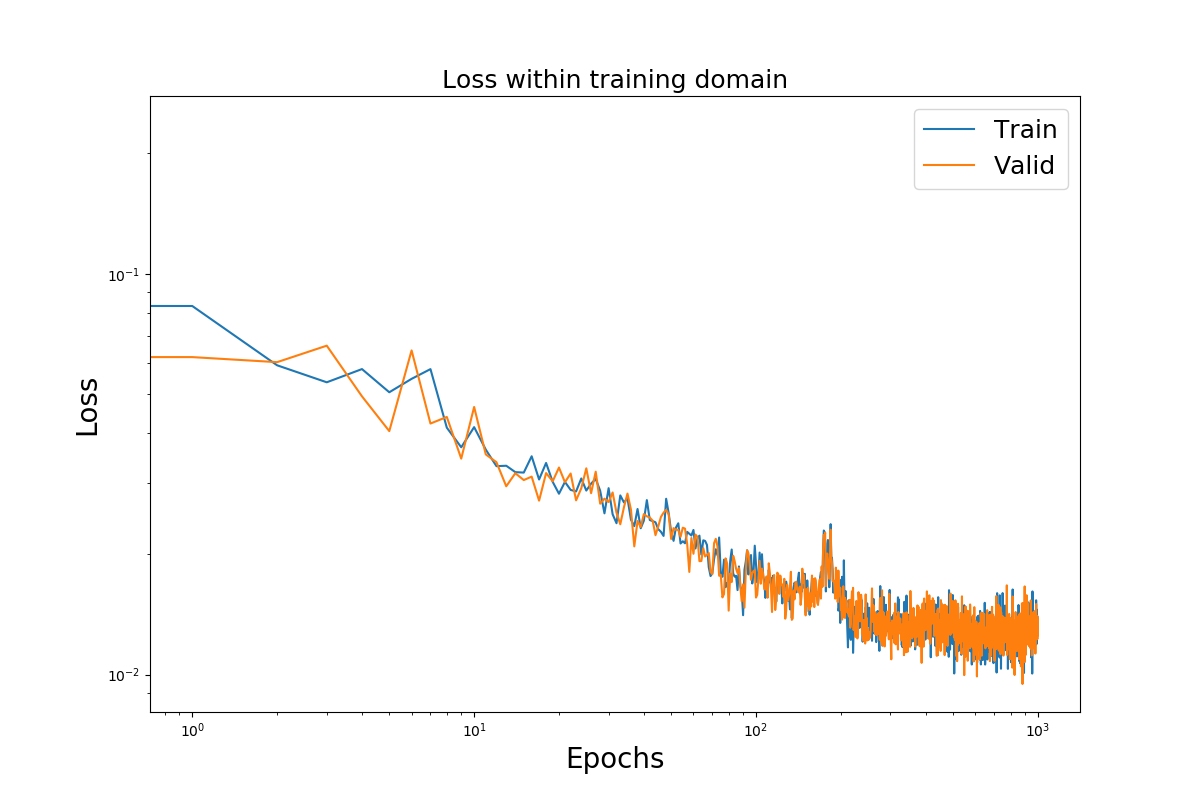 Loss within training domain
Train
Valid
10⁻¹
10⁻²
Loss
10⁰
10¹
10²
10³
Epochs